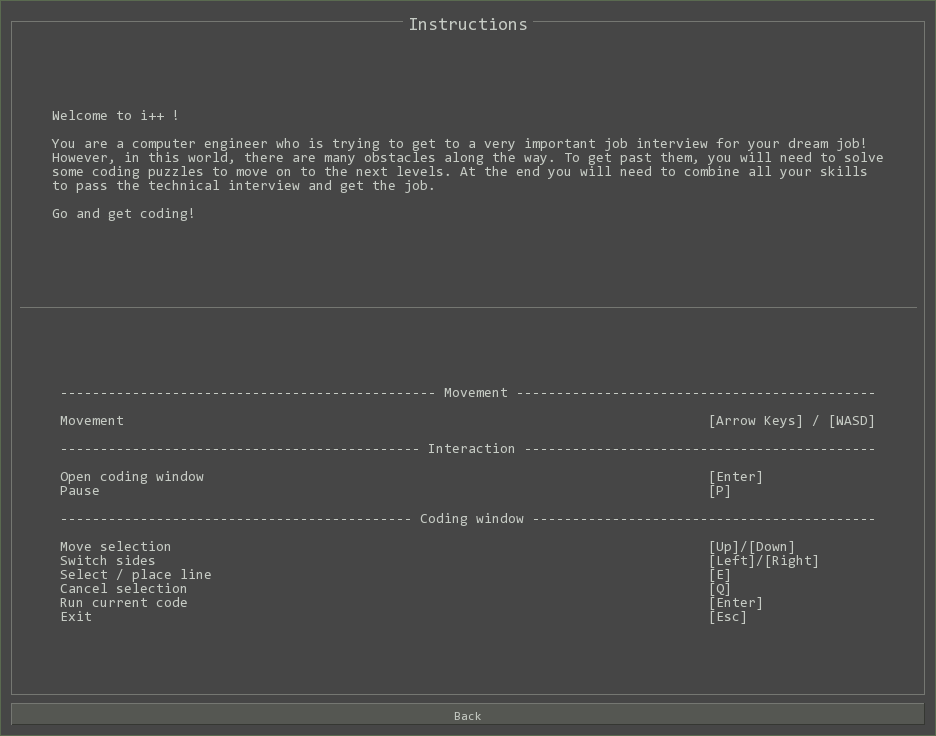 Instructions
Welcome to i++ !
You are a computer engineer who is trying to get to a very important job interview for your dream job!
However, in this world, there are many obstacles along the way. To get past them, you will need to solve
some coding puzzles to move on to the next levels. At the end you will need to combine all your skills
to pass the technical interview and get the job.
Go and get coding!
----------------------------------------------- Movement ---------------------------------------------
Movement [Arrow Keys] / [WASD]
--------------------------------------------- Interaction --------------------------------------------
Open coding window [Enter]
Pause [P]
-------------------------------------------- Coding window -------------------------------------------
Move selection [Up]/[Down]
Switch sides [Left]/[Right]
Select / place line [E]
Cancel selection [Q]
Run current code [Enter]
Exit [Esc]
Back